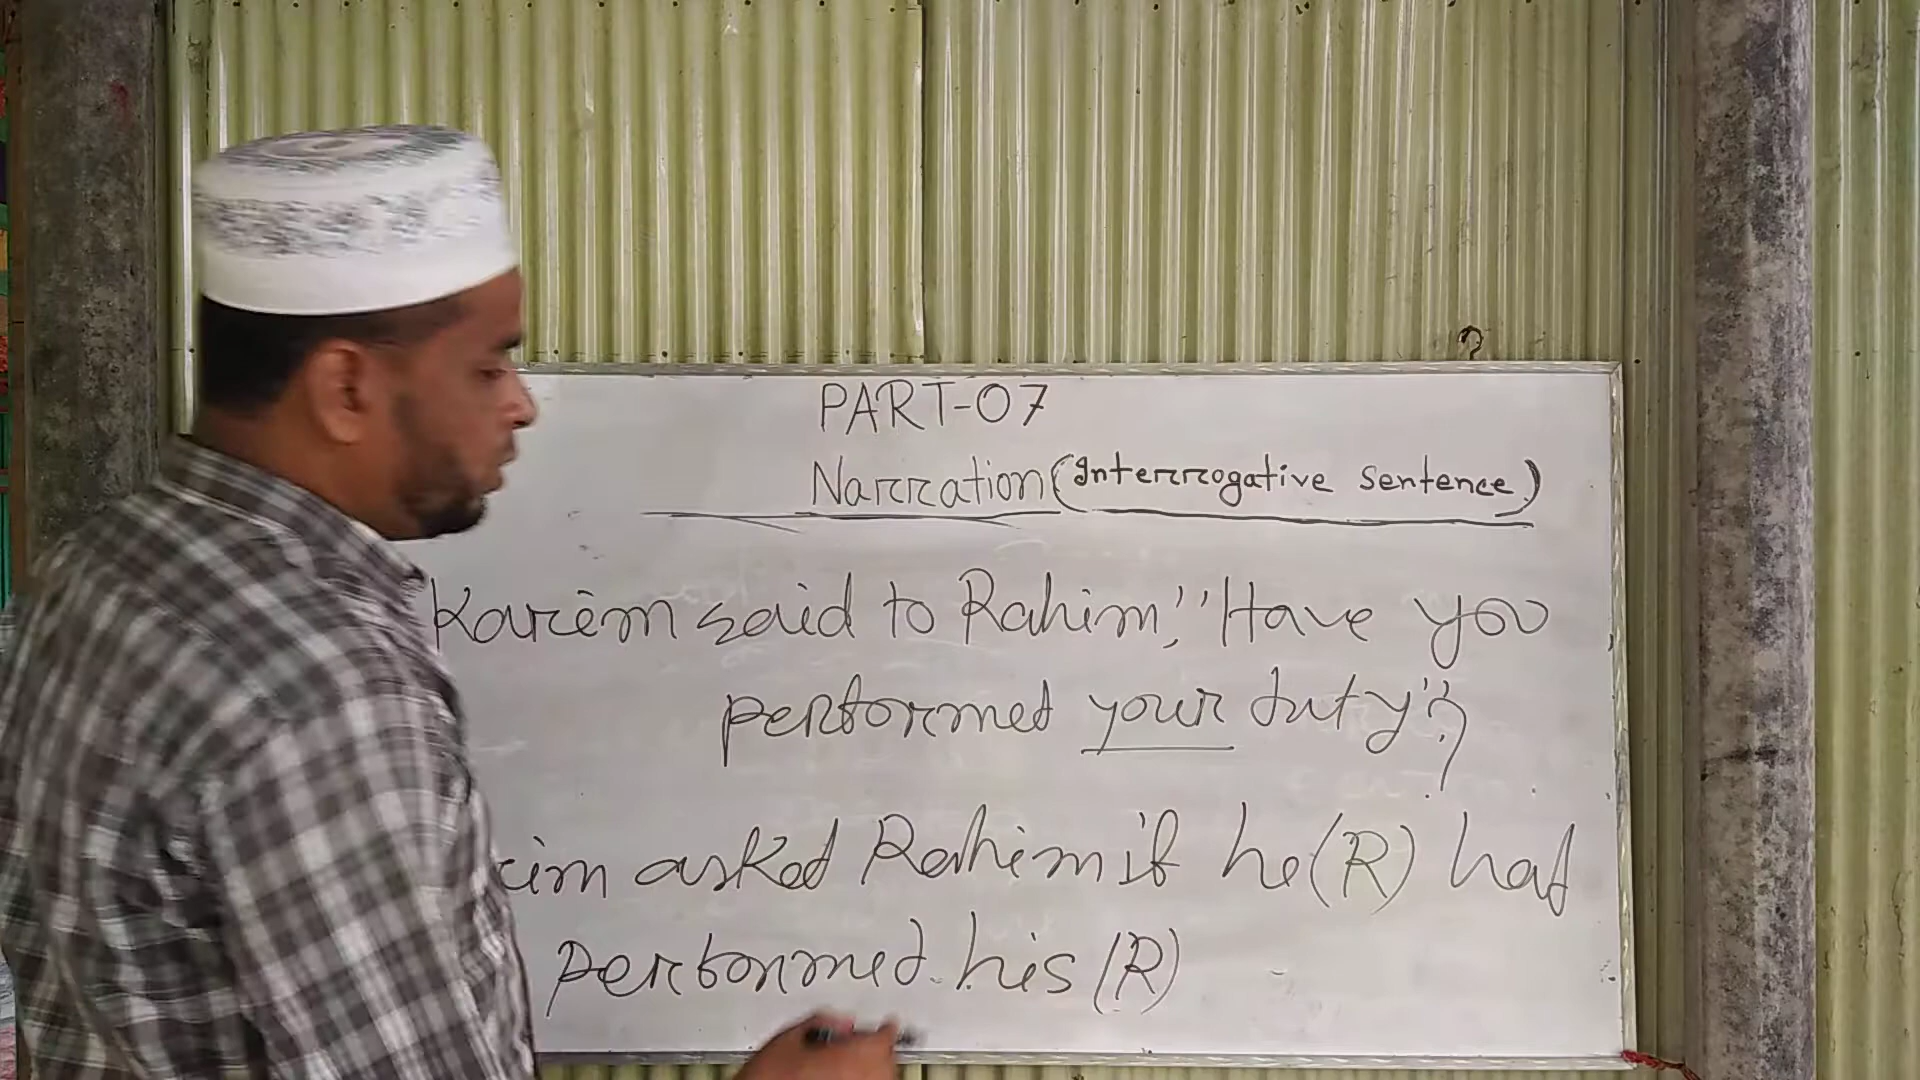 PART-07
Narration (Interrogative sentence)
Karim said to Rahim, "Have you
performed your duty"?
rim asked Rahim if he (R) had
performed his (R)